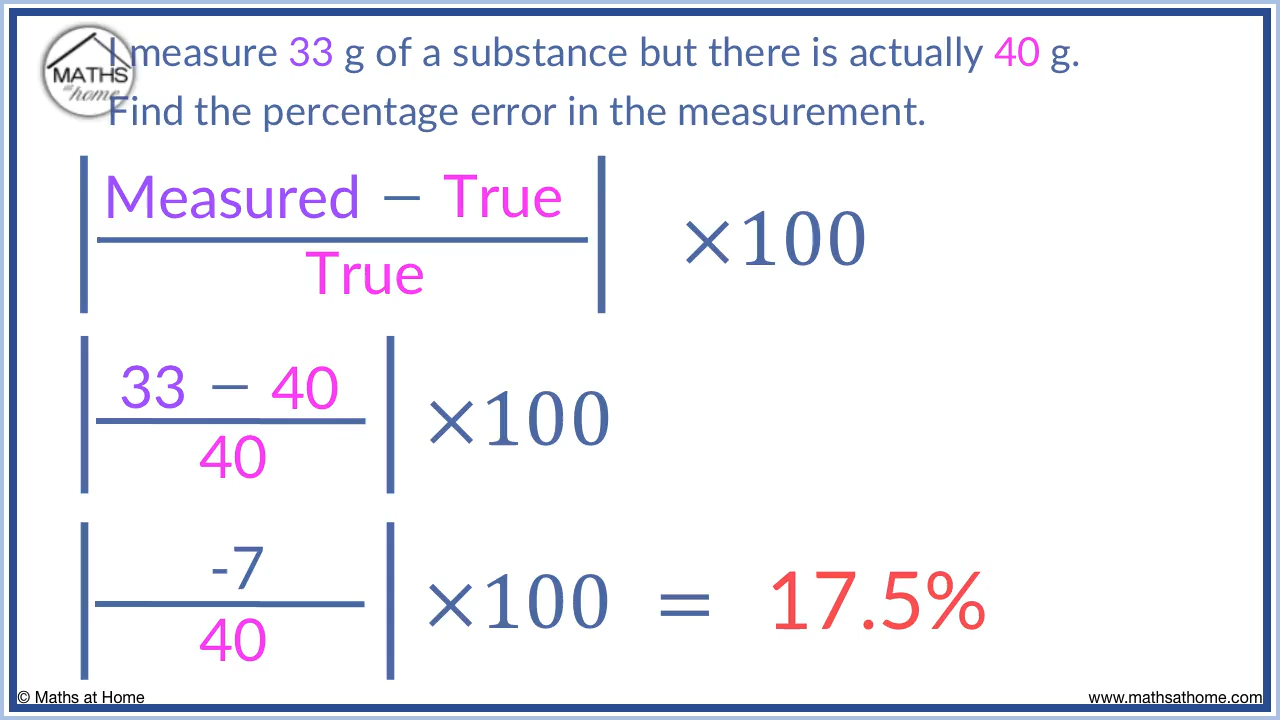 MATHS
at home
I measure 33 g of a substance but there is actually 40 g.
Find the percentage error in the measurement.
| Measured − True / True | ×100
| 33 − 40 / 40 | ×100
| -7 / 40 | ×100 = 17.5%
© Maths at Home
www.mathsathome.com